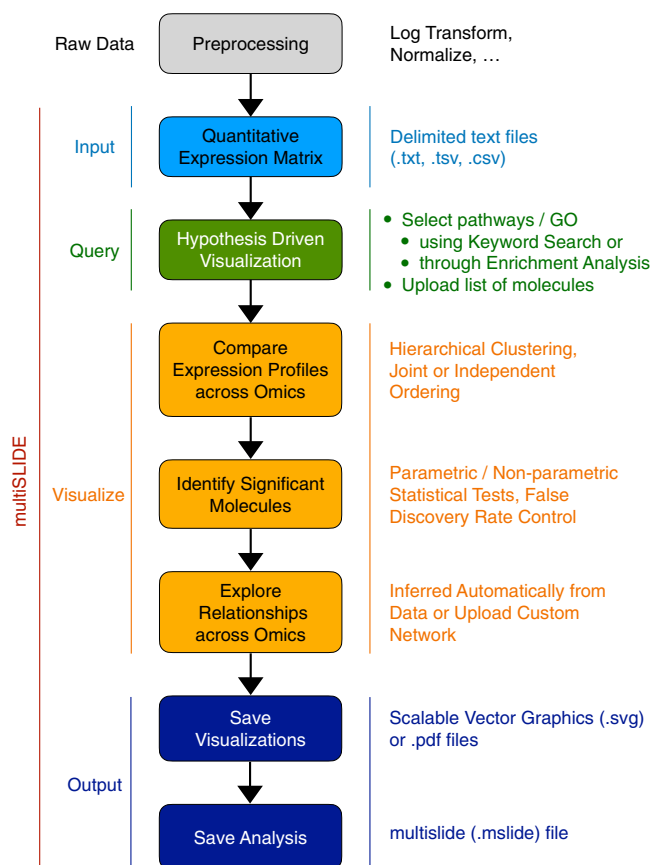 Raw Data
Preprocessing
Log Transform,
Normalize, …
multiSLIDE
Input
Quantitative
Expression Matrix
Delimited text files
(.txt, .tsv, .csv)
Query
Hypothesis Driven
Visualization
• Select pathways / GO
• using Keyword Search or
• through Enrichment Analysis
• Upload list of molecules
Visualize
Compare
Expression Profiles
across Omics
Hierarchical Clustering,
Joint or Independent
Ordering
Identify Significant
Molecules
Parametric / Non-parametric
Statistical Tests, False
Discovery Rate Control
Explore
Relationships
across Omics
Inferred Automatically from
Data or Upload Custom
Network
Output
Save
Visualizations
Scalable Vector Graphics (.svg)
or .pdf files
Save Analysis
multislide (.mslide) file